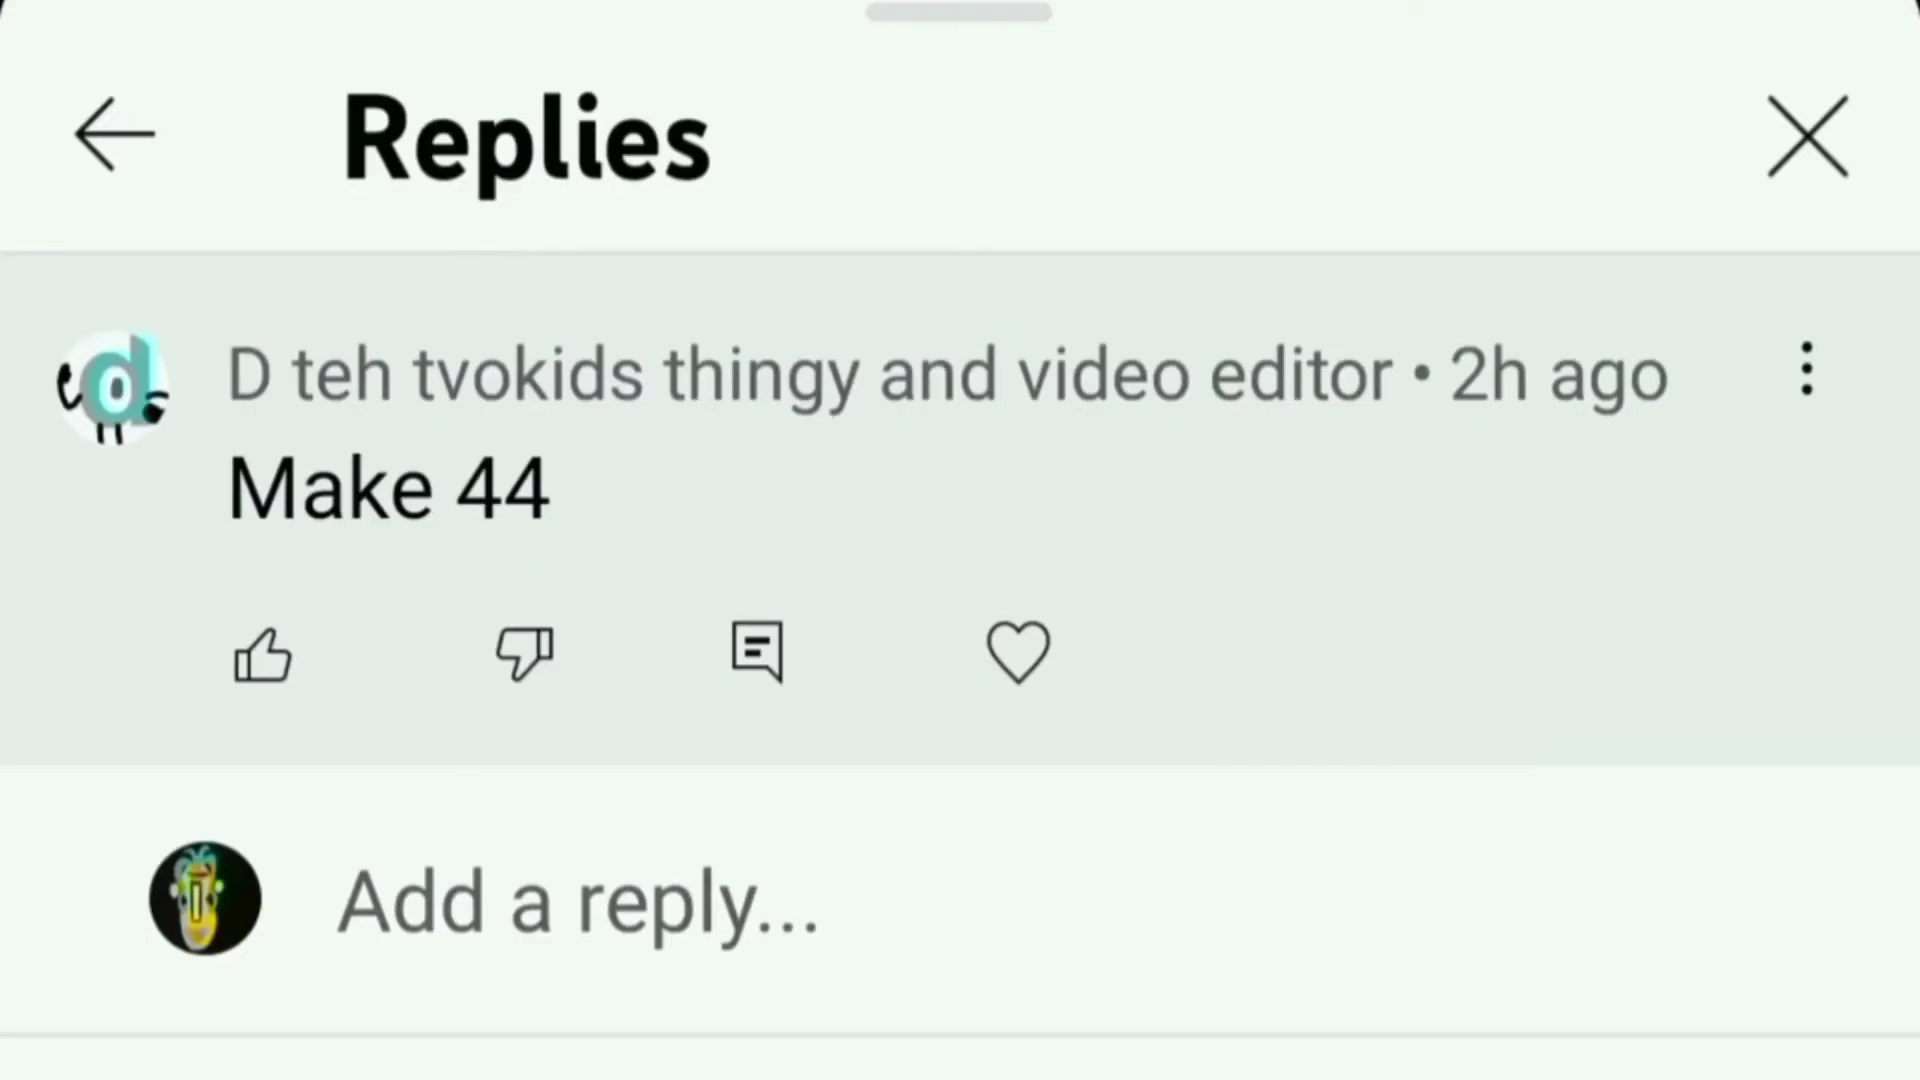 Replies
D teh tvokids thingy and video editor • 2h ago
Make 44
Add a reply...